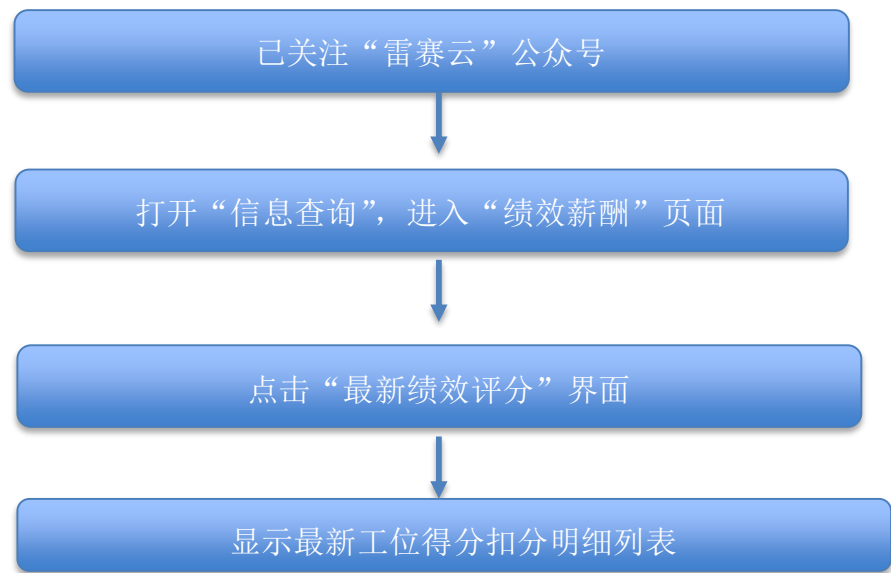 已关注“雷赛云”公众号
打开“信息查询”，进入“绩效薪酬”页面
点击“最新绩效评分”界面
显示最新工位得分扣分明细列表